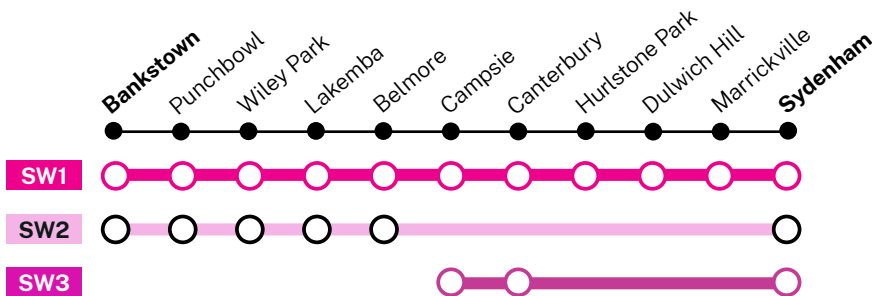 Bankstown
Punchbowl
Wiley Park
Lakemba
Belmore
Campsie
Canterbury
Hurlstone Park
Dulwich Hill
Marrickville
Sydenham
SW1
SW2
SW3